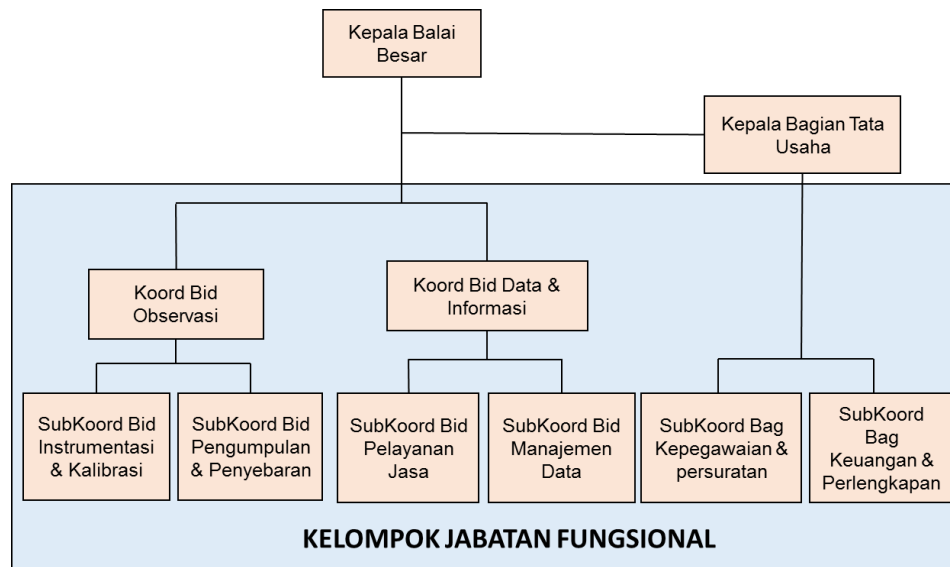 Kepala Balai
Besar
Kepala Bagian Tata
Usaha
Koord Bid
Observasi
Koord Bid Data &
Informasi
SubKoord Bid
Instrumentasi
& Kalibrasi
SubKoord Bid
Pengumpulan
& Penyebaran
SubKoord Bid
Pelayanan
Jasa
SubKoord Bid
Manajemen
Data
SubKoord Bag
Kepegawaian &
persuratan
SubKoord
Bag
Keuangan &
Perlengkapan
KELOMPOK JABATAN FUNGSIONAL